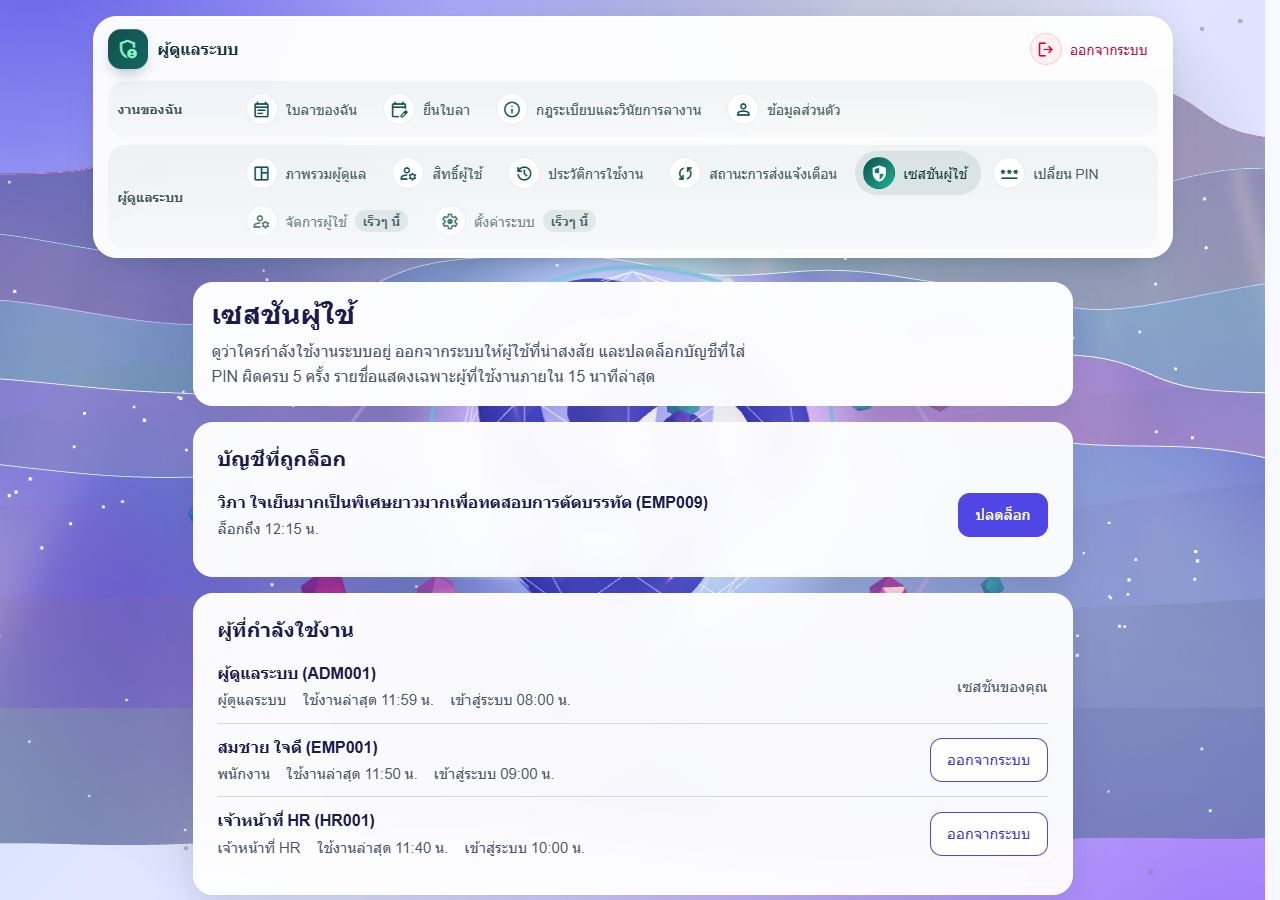 ผู้ดูแลระบบ
ออกจากระบบ
งานของฉัน
ใบลาของฉัน
ยื่นใบลา
กฎระเบียบและวินัยการลางาน
ข้อมูลส่วนตัว
ผู้ดูแลระบบ
ภาพรวมผู้ดูแล
สิทธิ์ผู้ใช้
ประวัติการใช้งาน
สถานะการส่งแจ้งเตือน
เซสชันผู้ใช้
เปลี่ยน PIN
จัดการผู้ใช้ เร็วๆ นี้
ตั้งค่าระบบ เร็วๆ นี้
เซสชันผู้ใช้
ดูว่าใครกำลังใช้งานระบบอยู่ ออกจากระบบให้ผู้ใช้ที่น่าสงสัย และปลดล็อกบัญชีที่ใส่
PIN ผิดครบ 5 ครั้ง รายชื่อแสดงเฉพาะผู้ที่ใช้งานภายใน 15 นาทีล่าสุด
บัญชีที่ถูกล็อก
วิภา ใจเย็นมากเป็นพิเศษยาวมากเพื่อทดสอบการตัดบรรทัด (EMP009)
ล็อกถึง 12:15 น.
ปลดล็อก
ผู้ที่กำลังใช้งาน
ผู้ดูแลระบบ (ADM001)
ผู้ดูแลระบบ ใช้งานล่าสุด 11:59 น. เข้าสู่ระบบ 08:00 น.
เซสชันของคุณ
สมชาย ใจดี (EMP001)
พนักงาน ใช้งานล่าสุด 11:50 น. เข้าสู่ระบบ 09:00 น.
ออกจากระบบ
เจ้าหน้าที่ HR (HR001)
เจ้าหน้าที่ HR ใช้งานล่าสุด 11:40 น. เข้าสู่ระบบ 10:00 น.
ออกจากระบบ